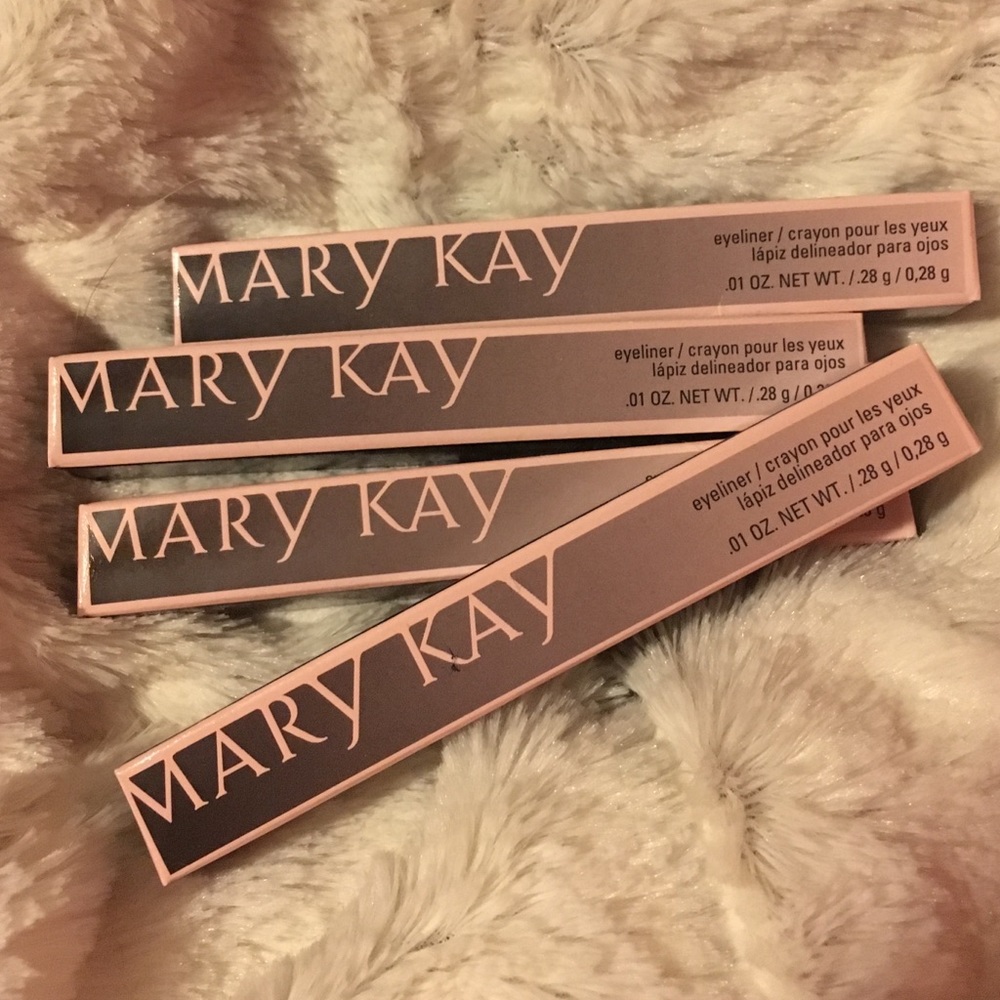 MARY KAY
eyeliner / crayon pour les yeux
lápiz delineador para ojos
.01 OZ. NET WT. / .28 g / 0,28 g
MARY KAY
eyeliner / crayon pour les yeux
lápiz delineador para ojos
.01 OZ. NET WT. / .28 g /
MARY KAY
g
MARY KAY
eyeliner / crayon pour les yeux
lápiz delineador para ojos
.01 OZ. NET WT. / .28 g / 0,28 g